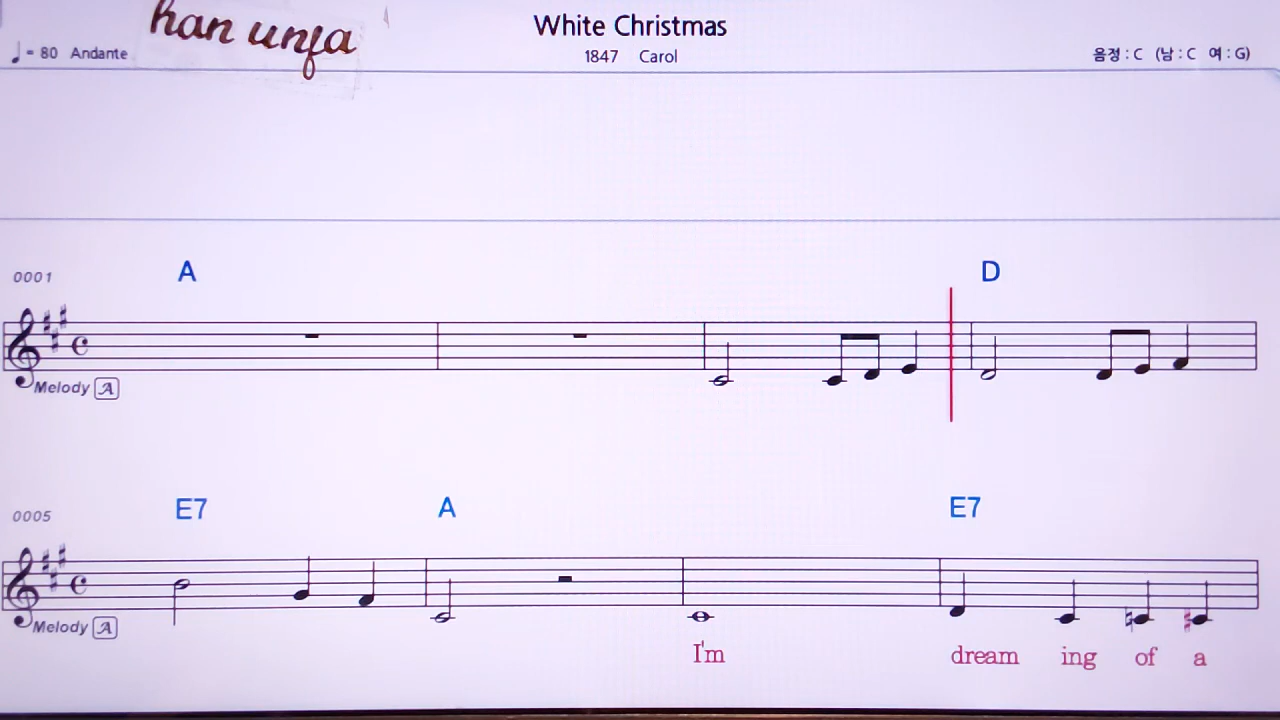 han unja
White Christmas
♩= 80 Andante
1847 Carol
음정 : C (남 : C 여 : G)
0001
A
D
Melody A
0005
E7
A
E7
Melody A
I'm dream ing of a